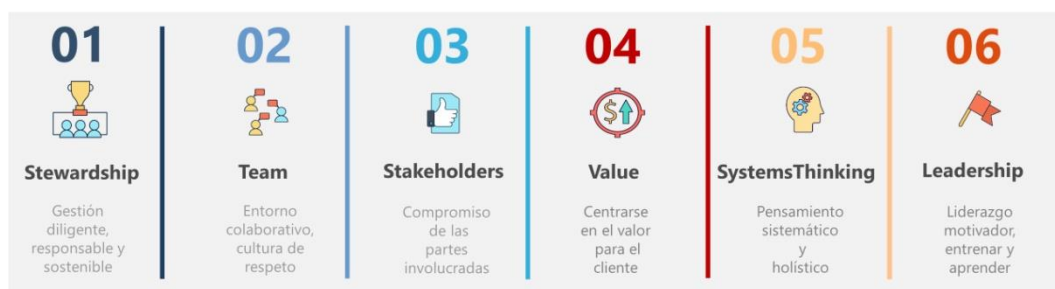 01
Stewardship
Gestión
diligente,
responsable y
sostenible
02
Team
Entorno
colaborativo,
cultura de
respeto
03
Stakeholders
Compromiso
de las
partes
involucradas
04
$
Value
Centrarse
en el valor
para el
cliente
05
SystemsThinking
Pensamiento
sistemático
y
holístico
06
Leadership
Liderazgo
motivador,
entrenar y
aprender